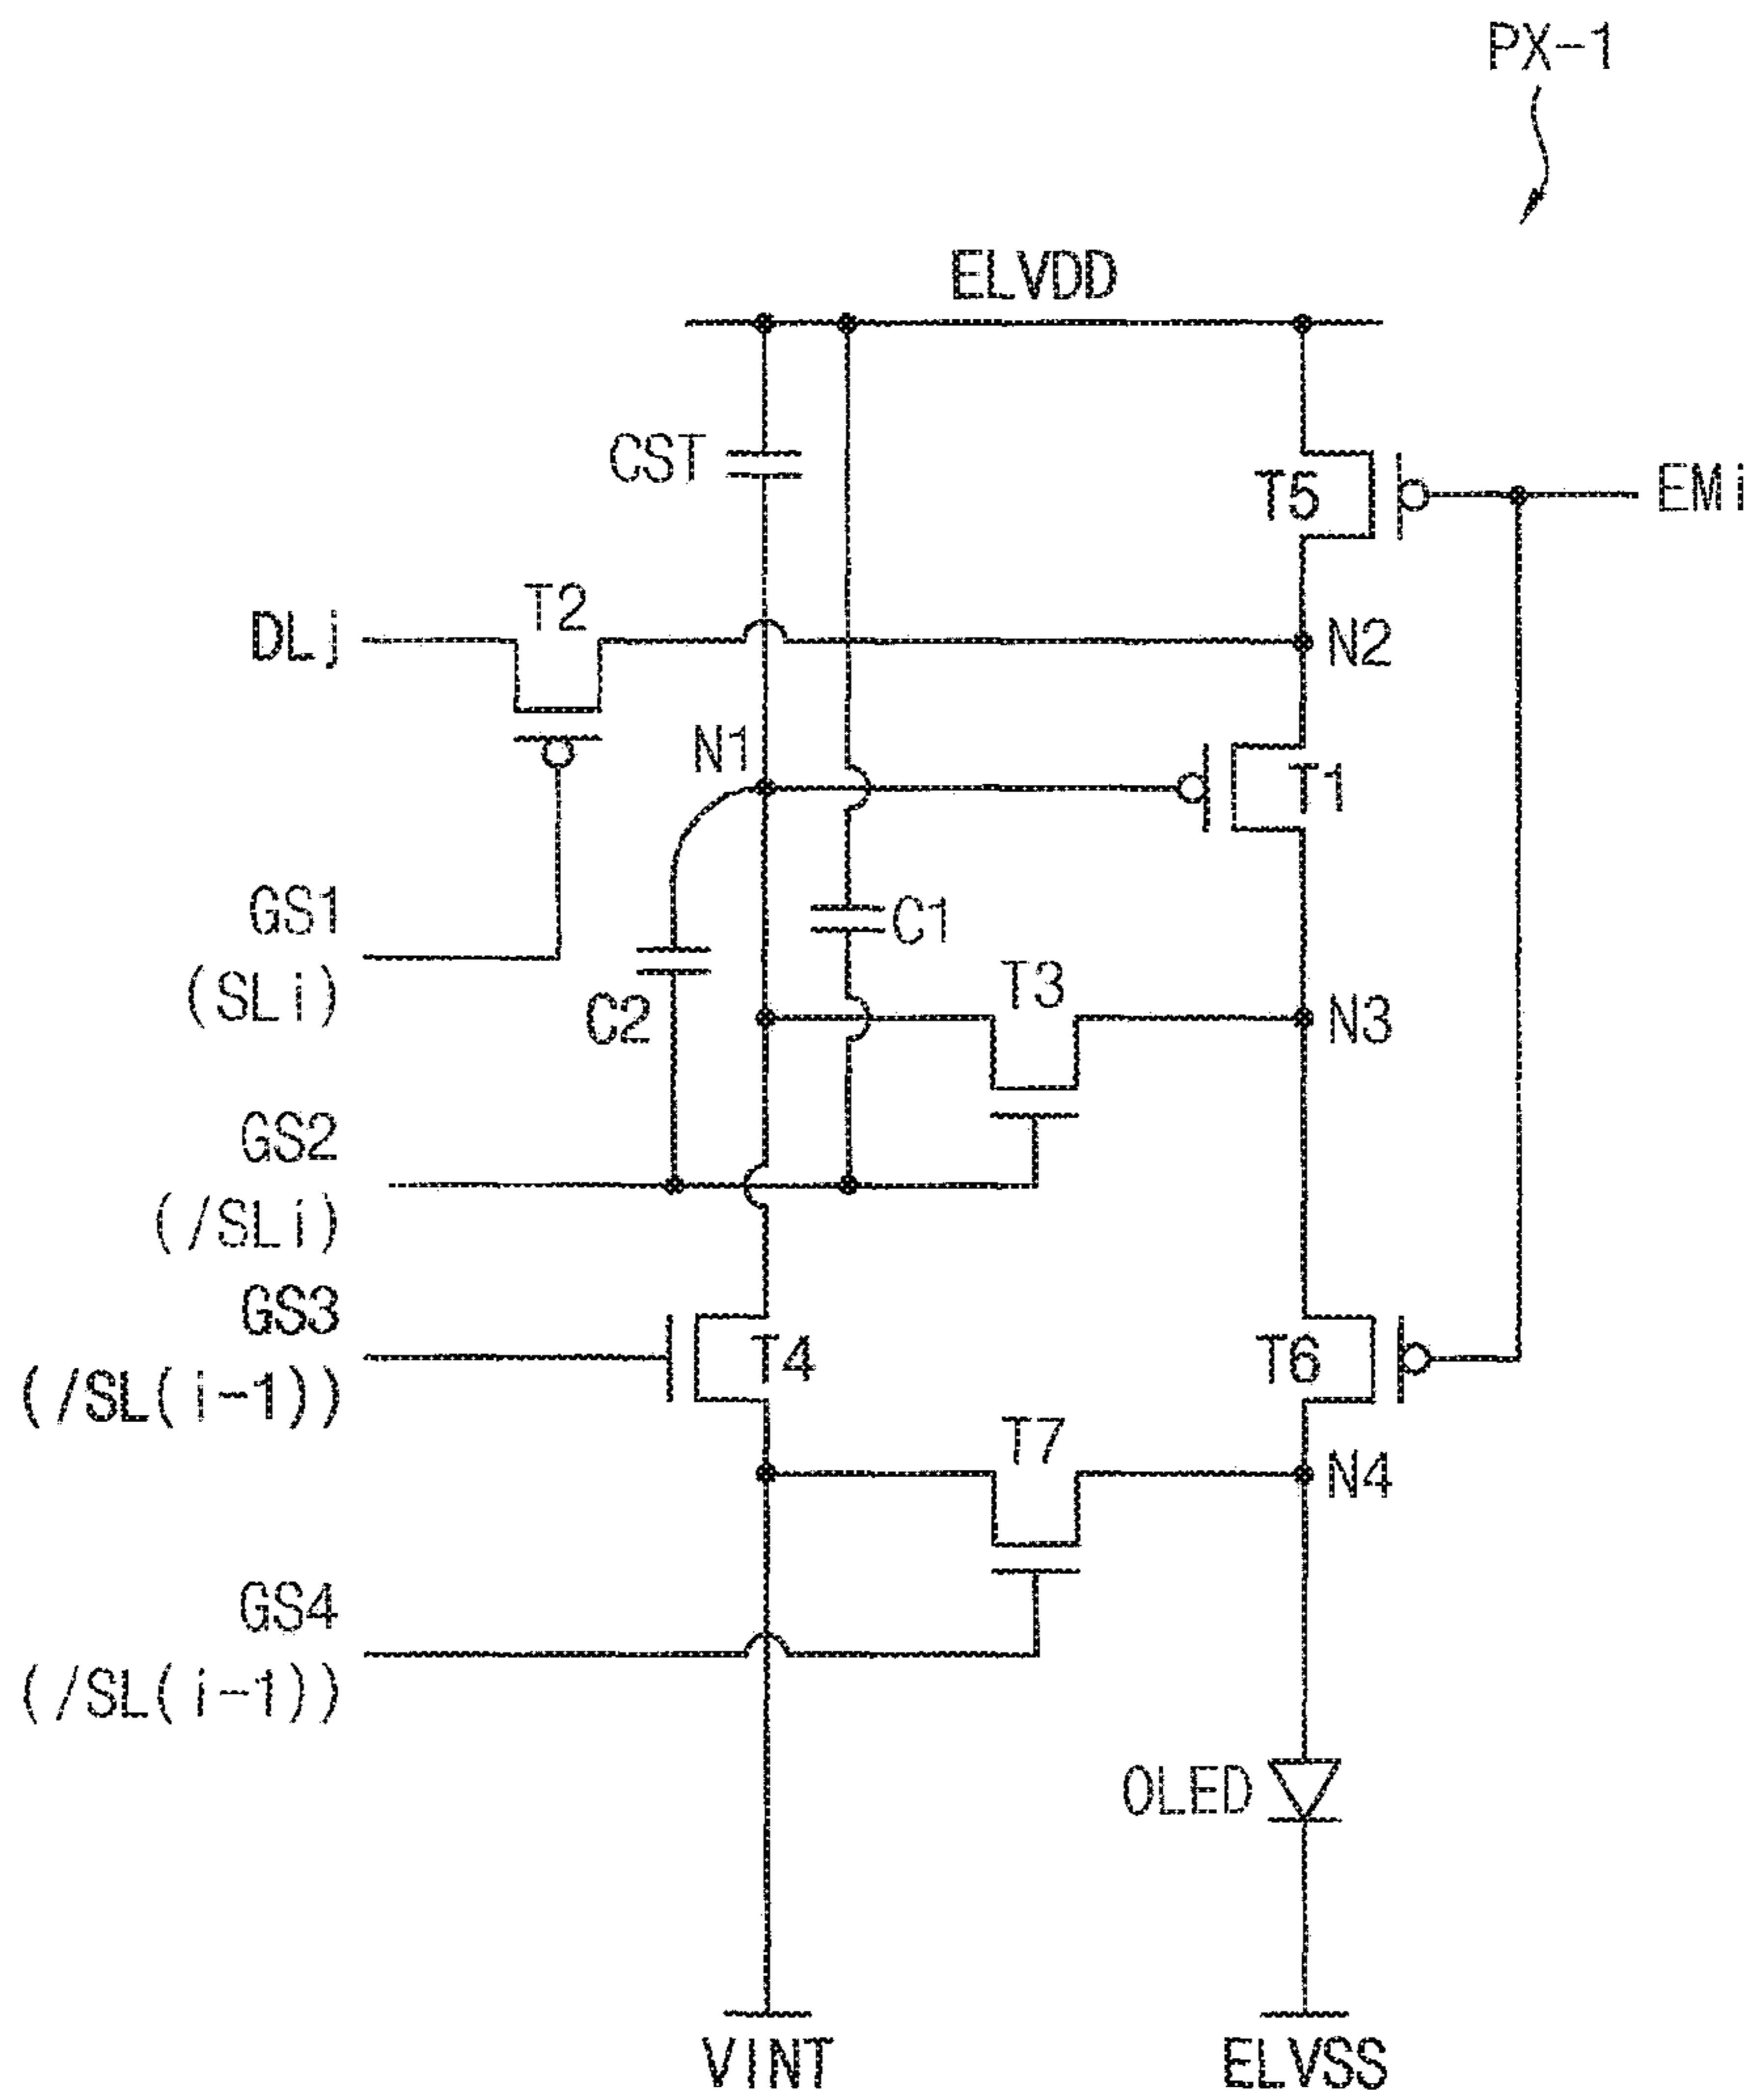 PX-1
ELVDD
CST
T5
EMi
T2
DLj
N2
N1
T1
GS1
(SLi)
C1
C2
T3
N3
GS2
(/SLi)
GS3
(/SL(i-1))
T4
T6
T7
N4
GS4
(/SL(i-1))
OLED
VINT
ELVSS